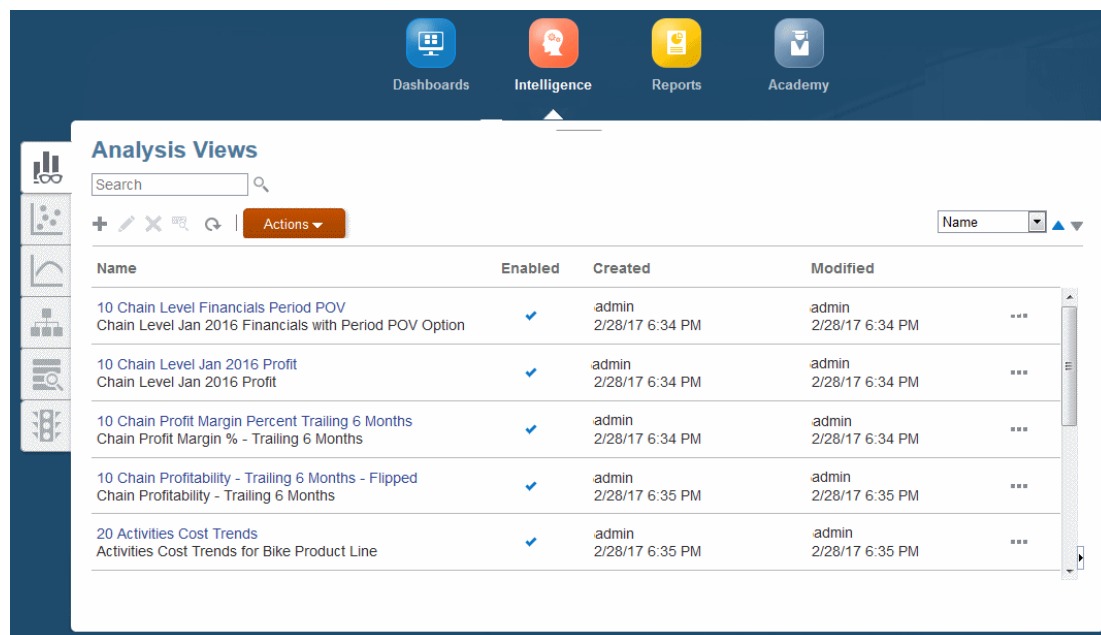 Dashboards
Intelligence
Reports
Academy
Analysis Views
Search
Actions
Name
Name Enabled Created Modified
10 Chain Level Financials Period POV admin admin
Chain Level Jan 2016 Financials with Period POV Option 2/28/17 6:34 PM 2/28/17 6:34 PM
10 Chain Level Jan 2016 Profit admin admin
Chain Level Jan 2016 Profit 2/28/17 6:34 PM 2/28/17 6:34 PM
10 Chain Profit Margin Percent Trailing 6 Months admin admin
Chain Profit Margin % - Trailing 6 Months 2/28/17 6:34 PM 2/28/17 6:34 PM
10 Chain Profitability - Trailing 6 Months - Flipped admin admin
Chain Profitability - Trailing 6 Months 2/28/17 6:35 PM 2/28/17 6:35 PM
20 Activities Cost Trends admin admin
Activities Cost Trends for Bike Product Line 2/28/17 6:35 PM 2/28/17 6:35 PM